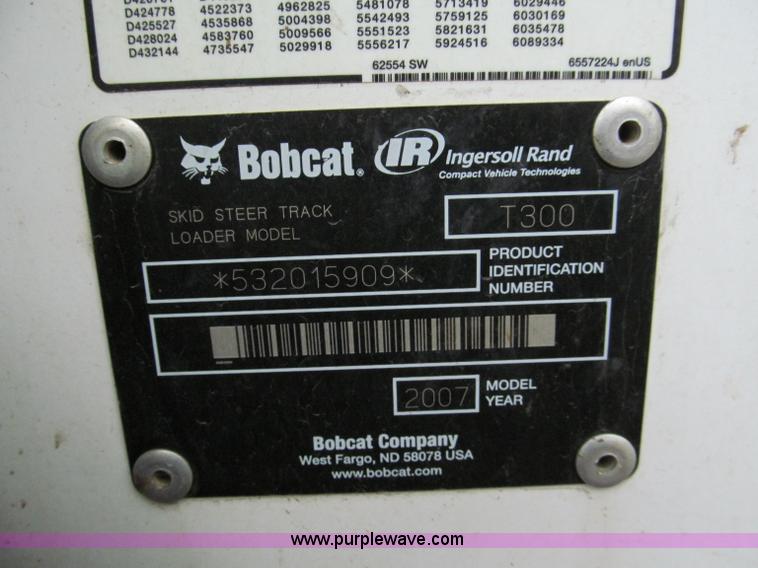 D424778 4522373 4962825 5481078 5713419 6029446
D425527 4535868 5004398 5542493 5759125 6030169
D428024 4583760 5009566 5551523 5821631 6035478
D432144 4735547 5029918 5556217 5924516 6089334
62554 SW 6557224J enUS
Bobcat® IR Ingersoll Rand
Compact Vehicle Technologies
SKID STEER TRACK
LOADER MODEL
T300
*532015909*
PRODUCT
IDENTIFICATION
NUMBER
2007
MODEL
YEAR
Bobcat Company
West Fargo, ND 58078 USA
www.bobcat.com
www.purplewave.com